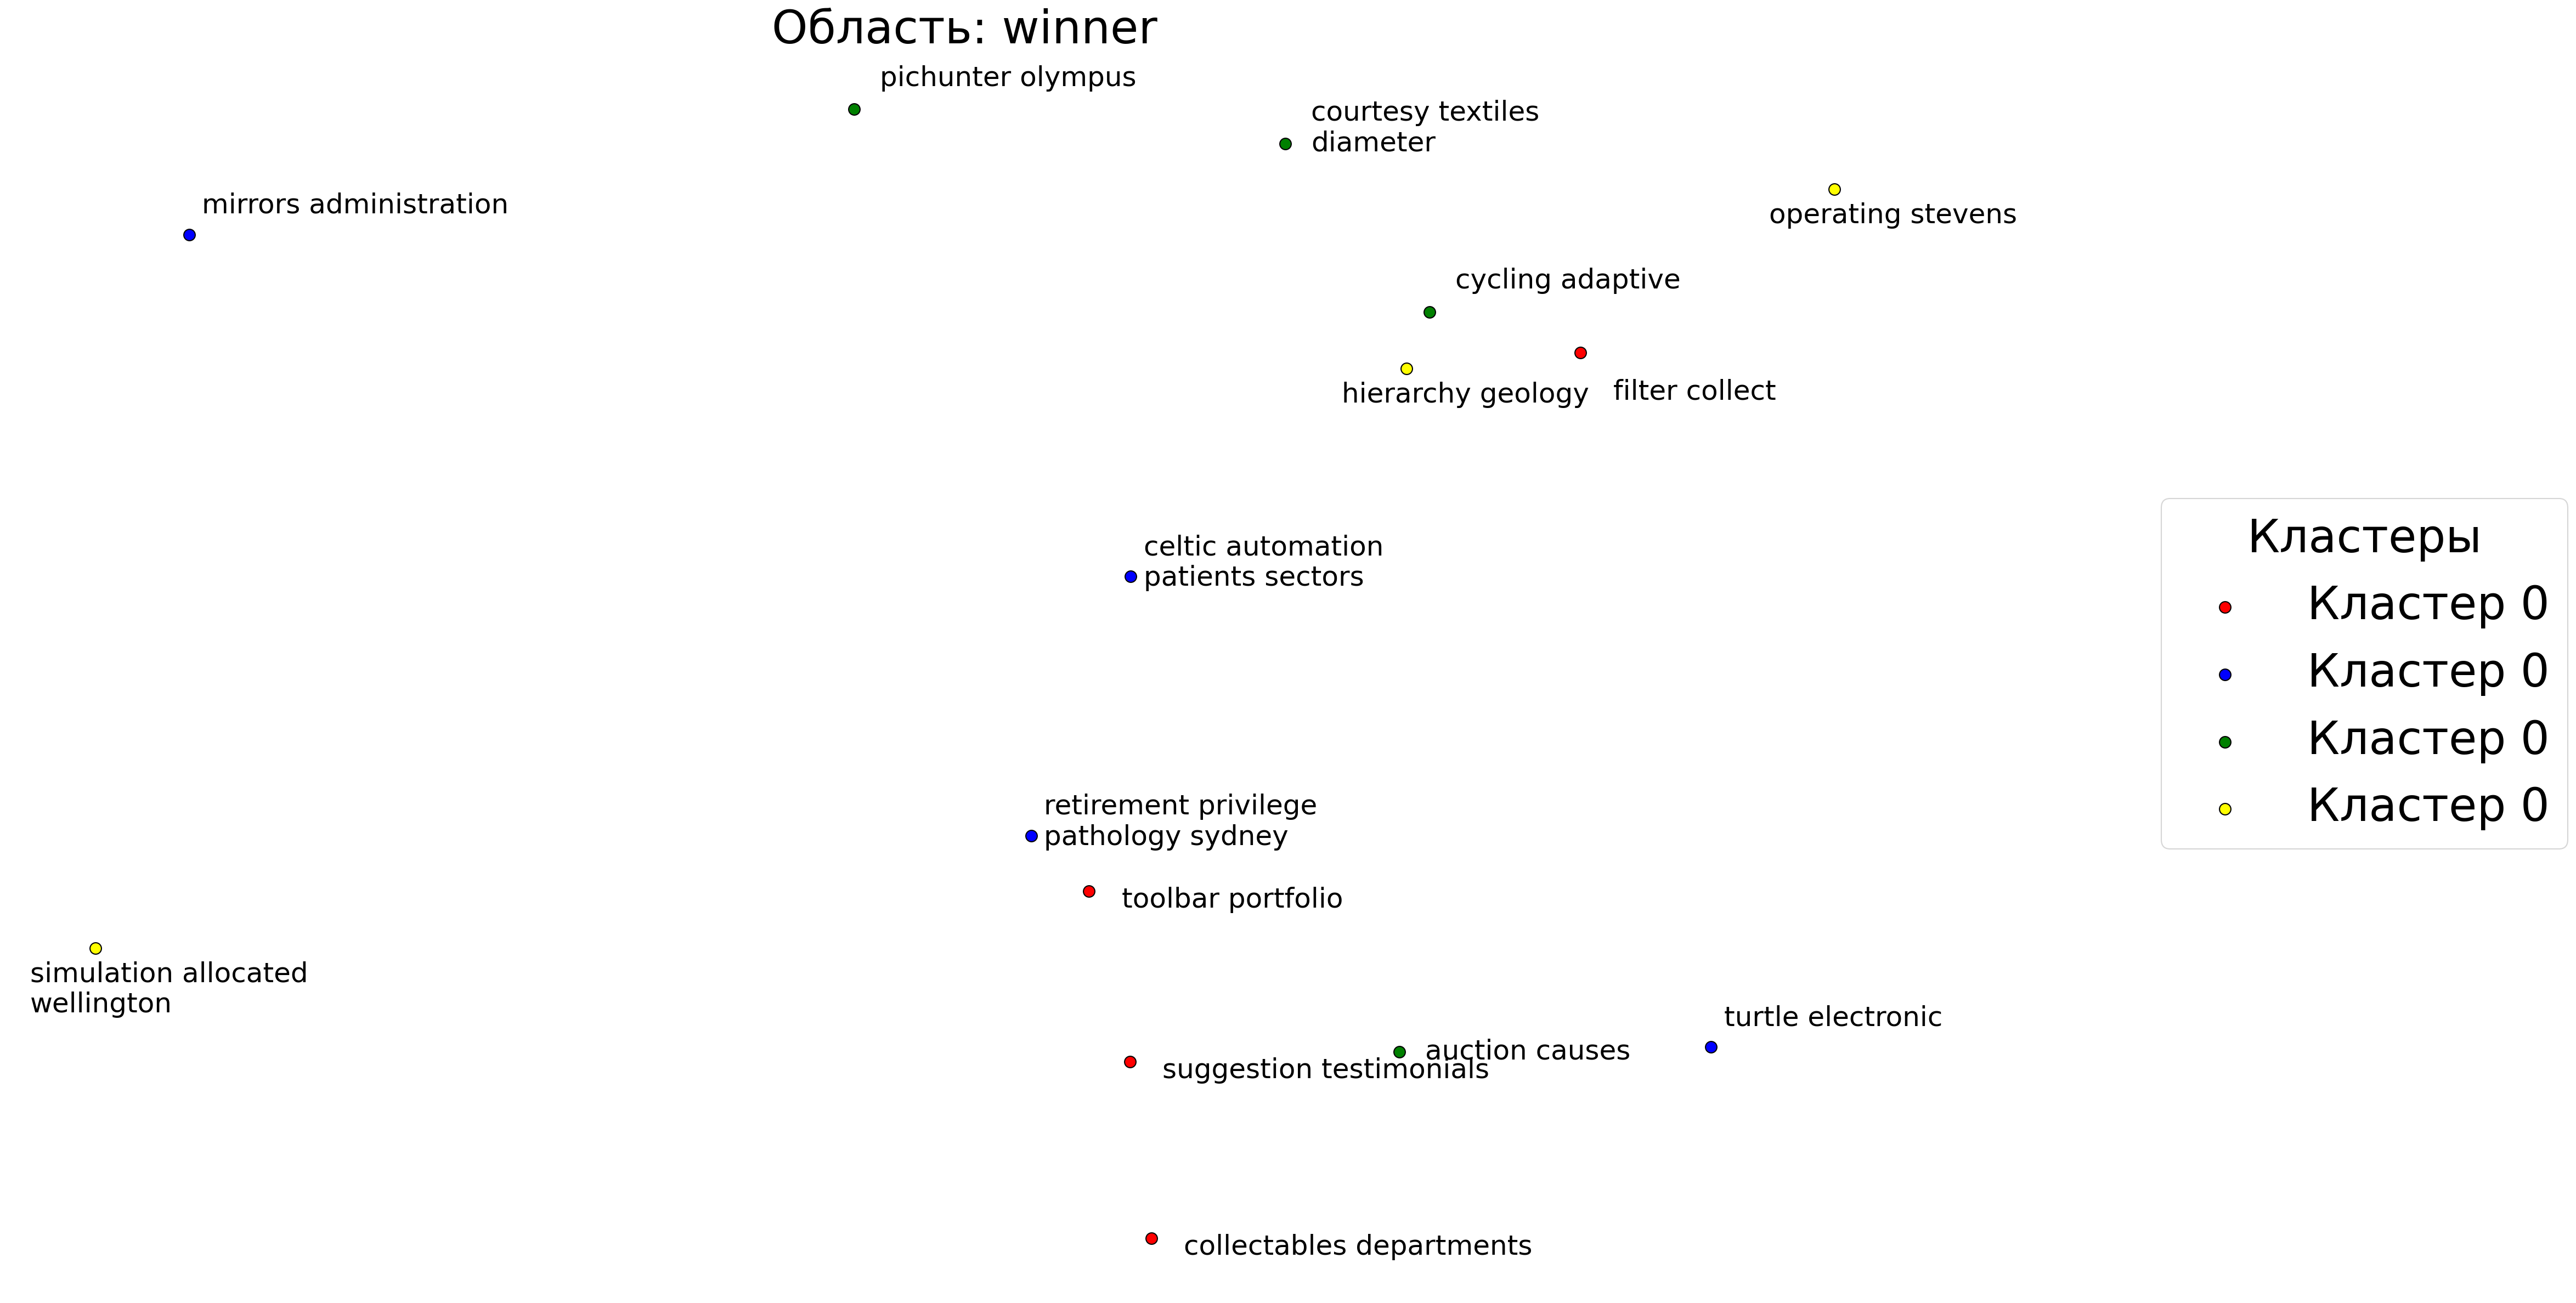 Область: winner
pichunter olympus
courtesy textiles
diameter
mirrors administration
operating stevens
cycling adaptive
hierarchy geology
filter collect
celtic automation
patients sectors
Кластеры
Кластер 0
Кластер 0
Кластер 0
Кластер 0
retirement privilege
pathology sydney
toolbar portfolio
simulation allocated
wellington
turtle electronic
auction causes
suggestion testimonials
collectables departments